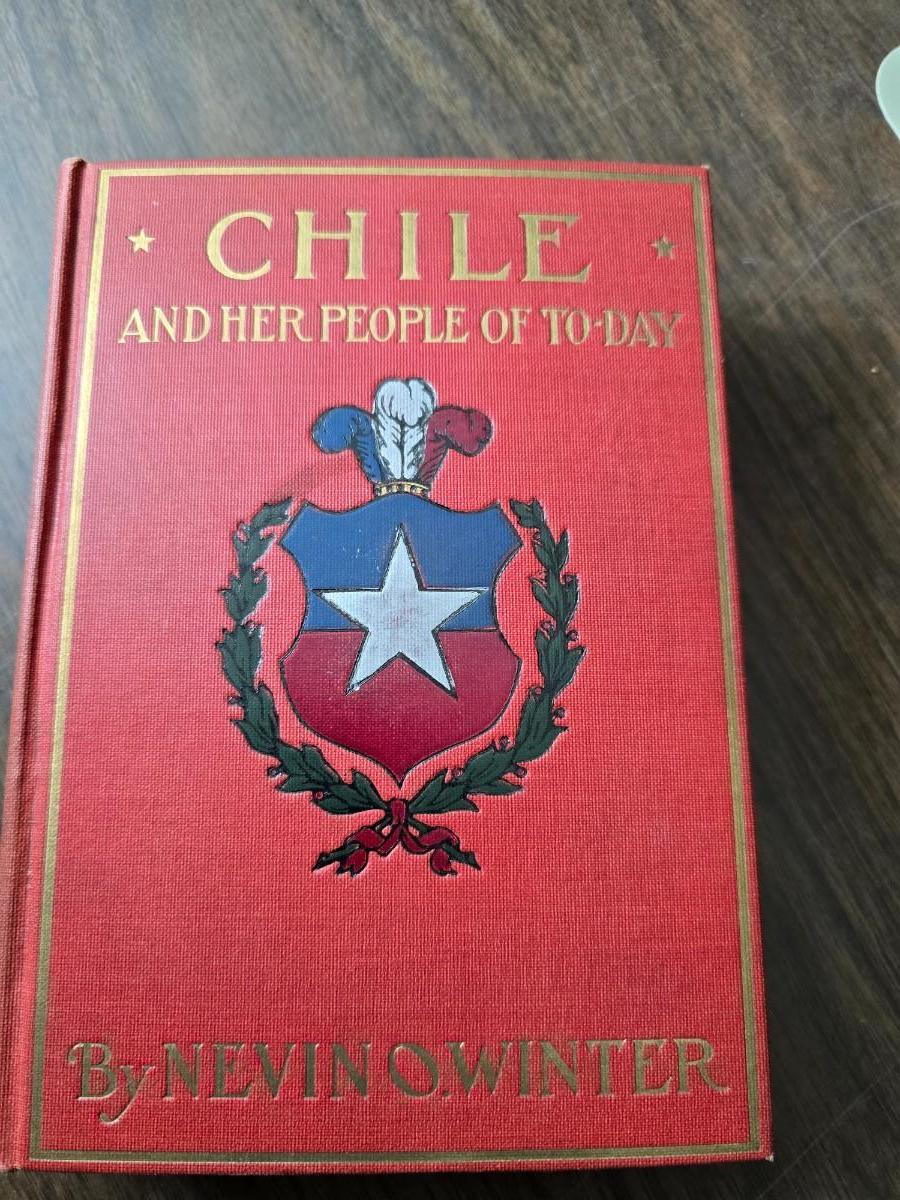 CHILE
AND HER PEOPLE OF TO-DAY
By NEVIN O. WINTER